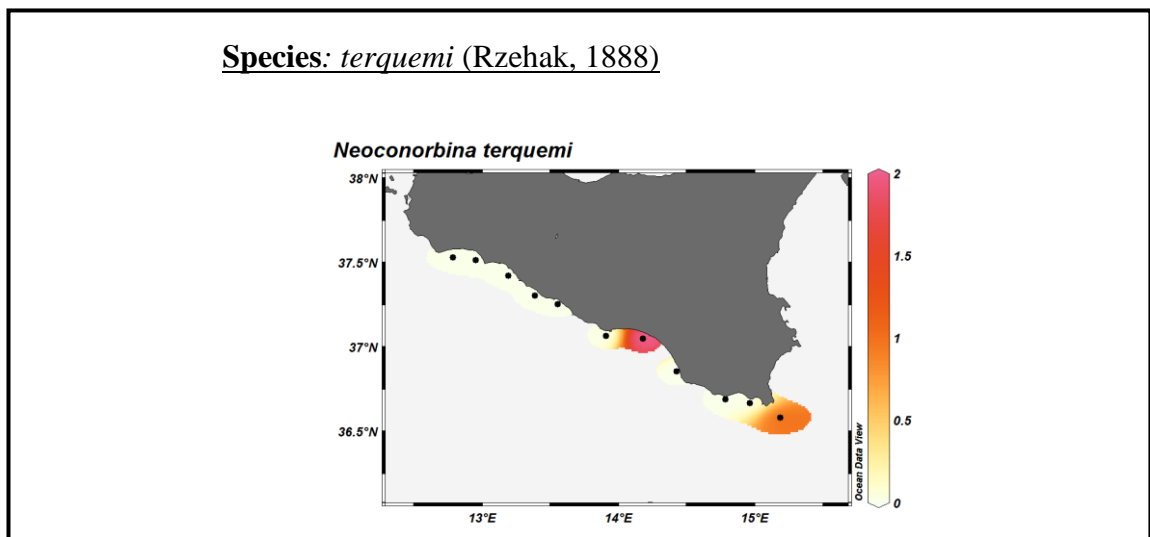 Species: terquemi (Rzehak, 1888)
Neoconorbina terquemi
38°N
37.5°N
37°N
36.5°N
13°E
14°E
15°E
2
1.5
1
0.5
0
Ocean Data View